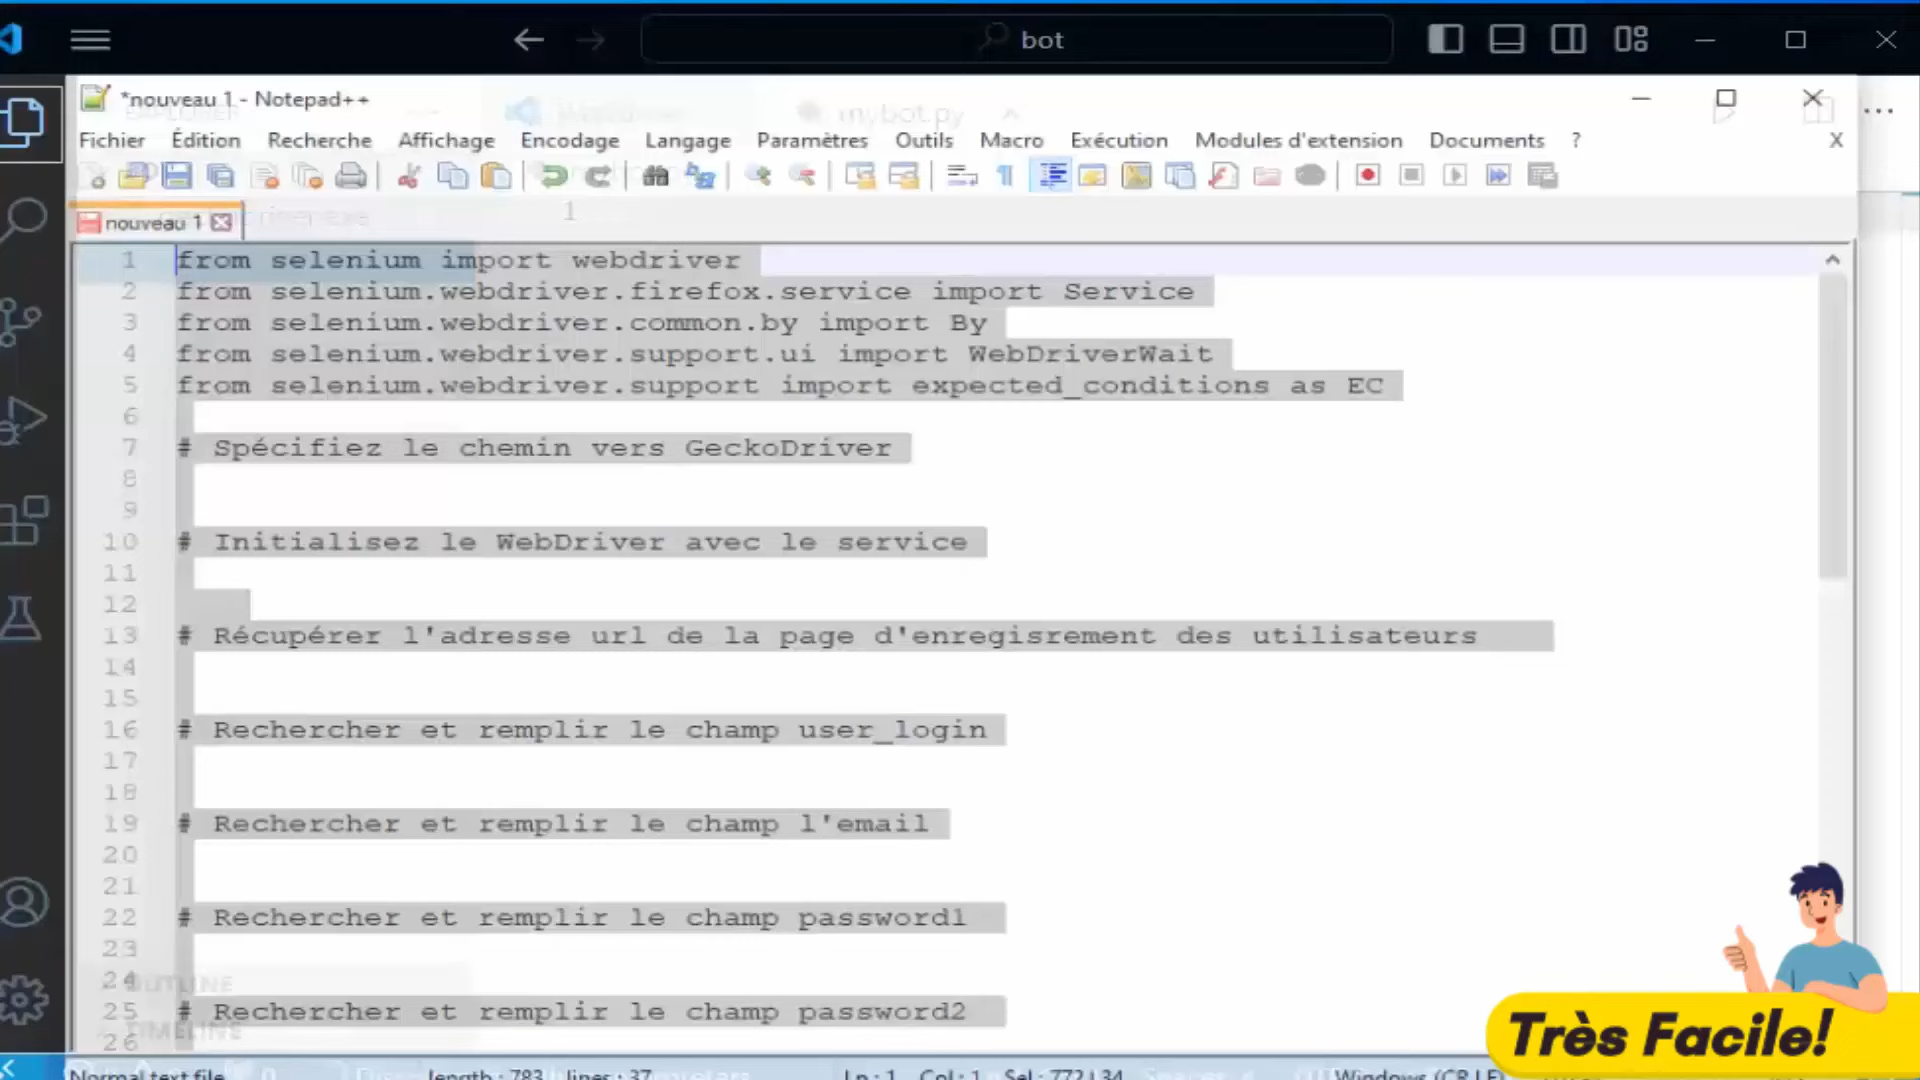 bot
*nouveau 1 - Notepad++
mybot.py
Fichier Édition Recherche Affichage Encodage Langage Paramètres Outils Macro Exécution Modules d'extension Documents ? X
nouveau 1
1
1 from selenium import webdriver
2 from selenium.webdriver.firefox.service import Service
3 from selenium.webdriver.common.by import By
4 from selenium.webdriver.support.ui import WebDriverWait
5 from selenium.webdriver.support import expected_conditions as EC
6
7 # Spécifiez le chemin vers GeckoDriver
8
9
10 # Initialisez le WebDriver avec le service
11
12
13 # Récupérer l'adresse url de la page d'enregisrement des utilisateurs
14
15
16 # Rechercher et remplir le champ user_login
17
18
19 # Rechercher et remplir le champ l'email
20
21
22 # Rechercher et remplir le champ password1
23
24
OUTLINE
25 # Rechercher et remplir le champ password2
TIMELINE
26
Très Facile!
Normal text file length : 783 lines : 37 Ln : 1 Col : 1 Sel : 772 | 34 Windows (CR LF)